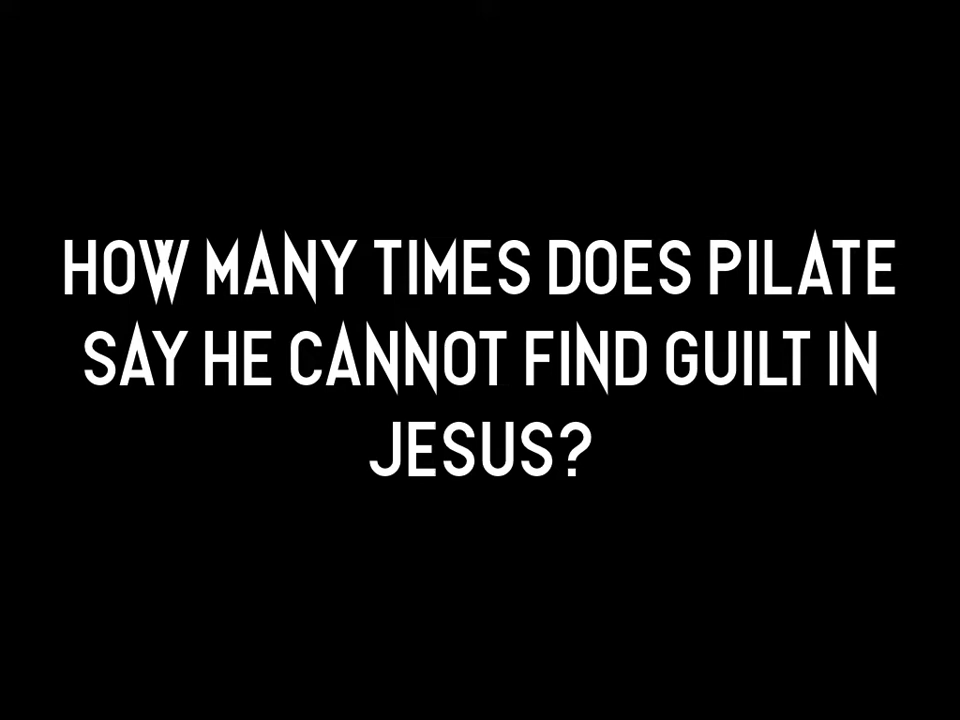 HOW MANY TIMES DOES PILATE
SAY HE CANNOT FIND GUILT IN
JESUS?